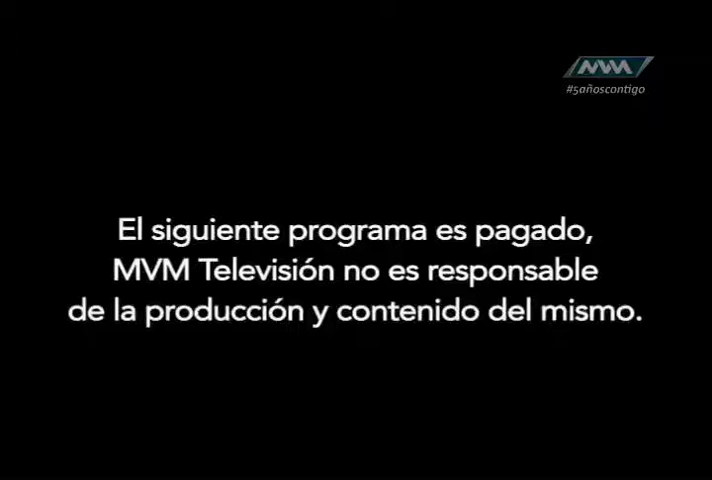 MVM
#5añoscontigo
El siguiente programa es pagado,
MVM Televisión no es responsable
de la producción y contenido del mismo.